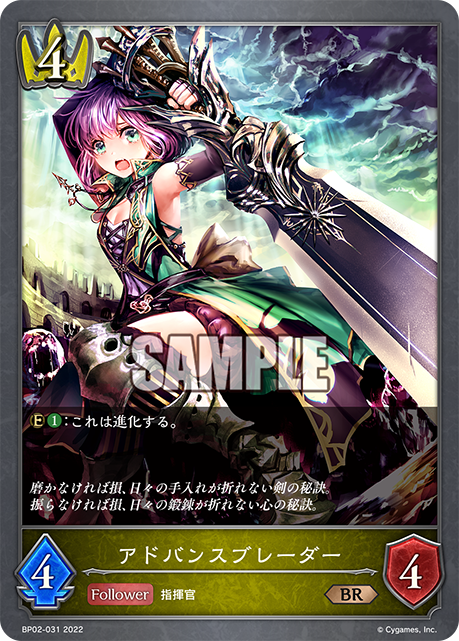 4
SAMPLE
E 1:これは進化する。
磨かなければ損、日々の手入れが折れない剣の秘訣。
振らなければ損、日々の鍛錬が折れない心の秘訣。
アドバンスブレーダー
4
Follower 指揮官
BR
4
BP02-031 2022
© Cygames, Inc.